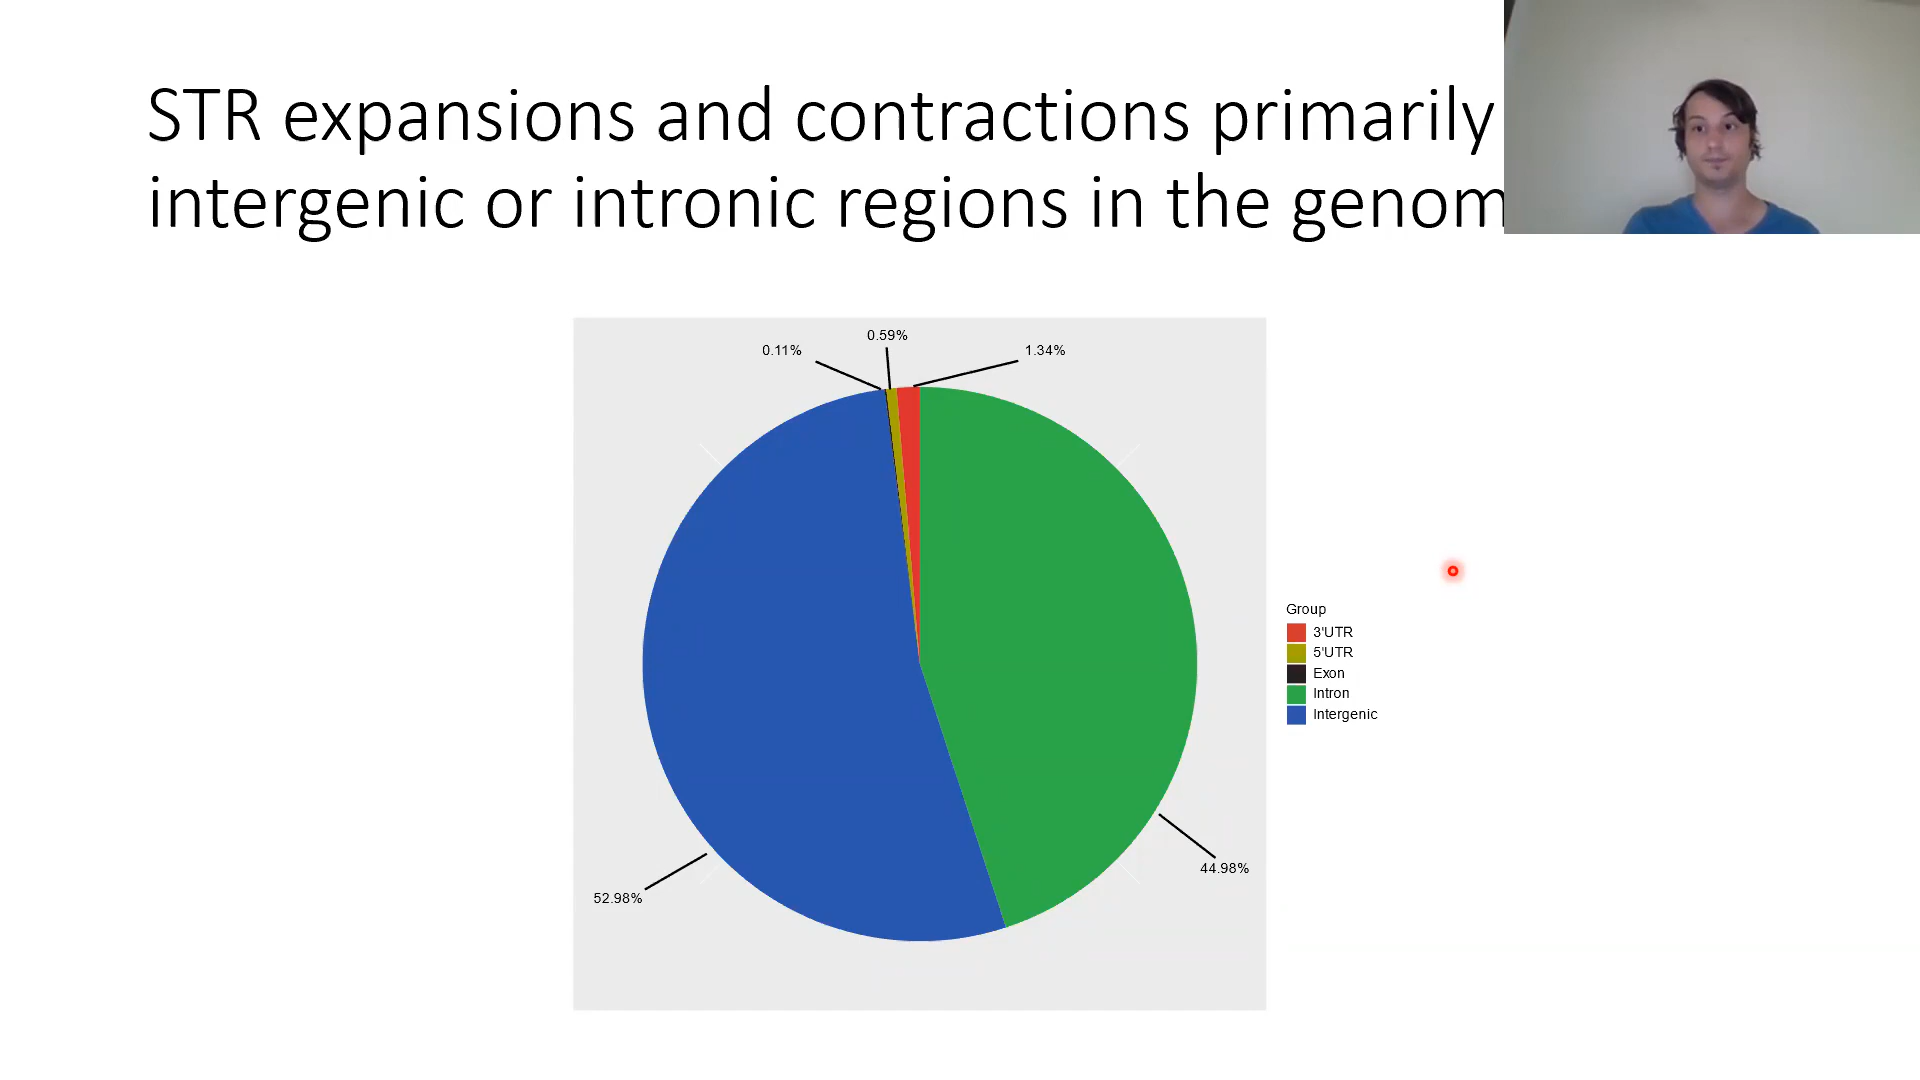 STR expansions and contractions primarily
intergenic or intronic regions in the genom
0.59%
0.11%
1.34%
Group
3'UTR
5'UTR
Exon
Intron
Intergenic
44.98%
52.98%